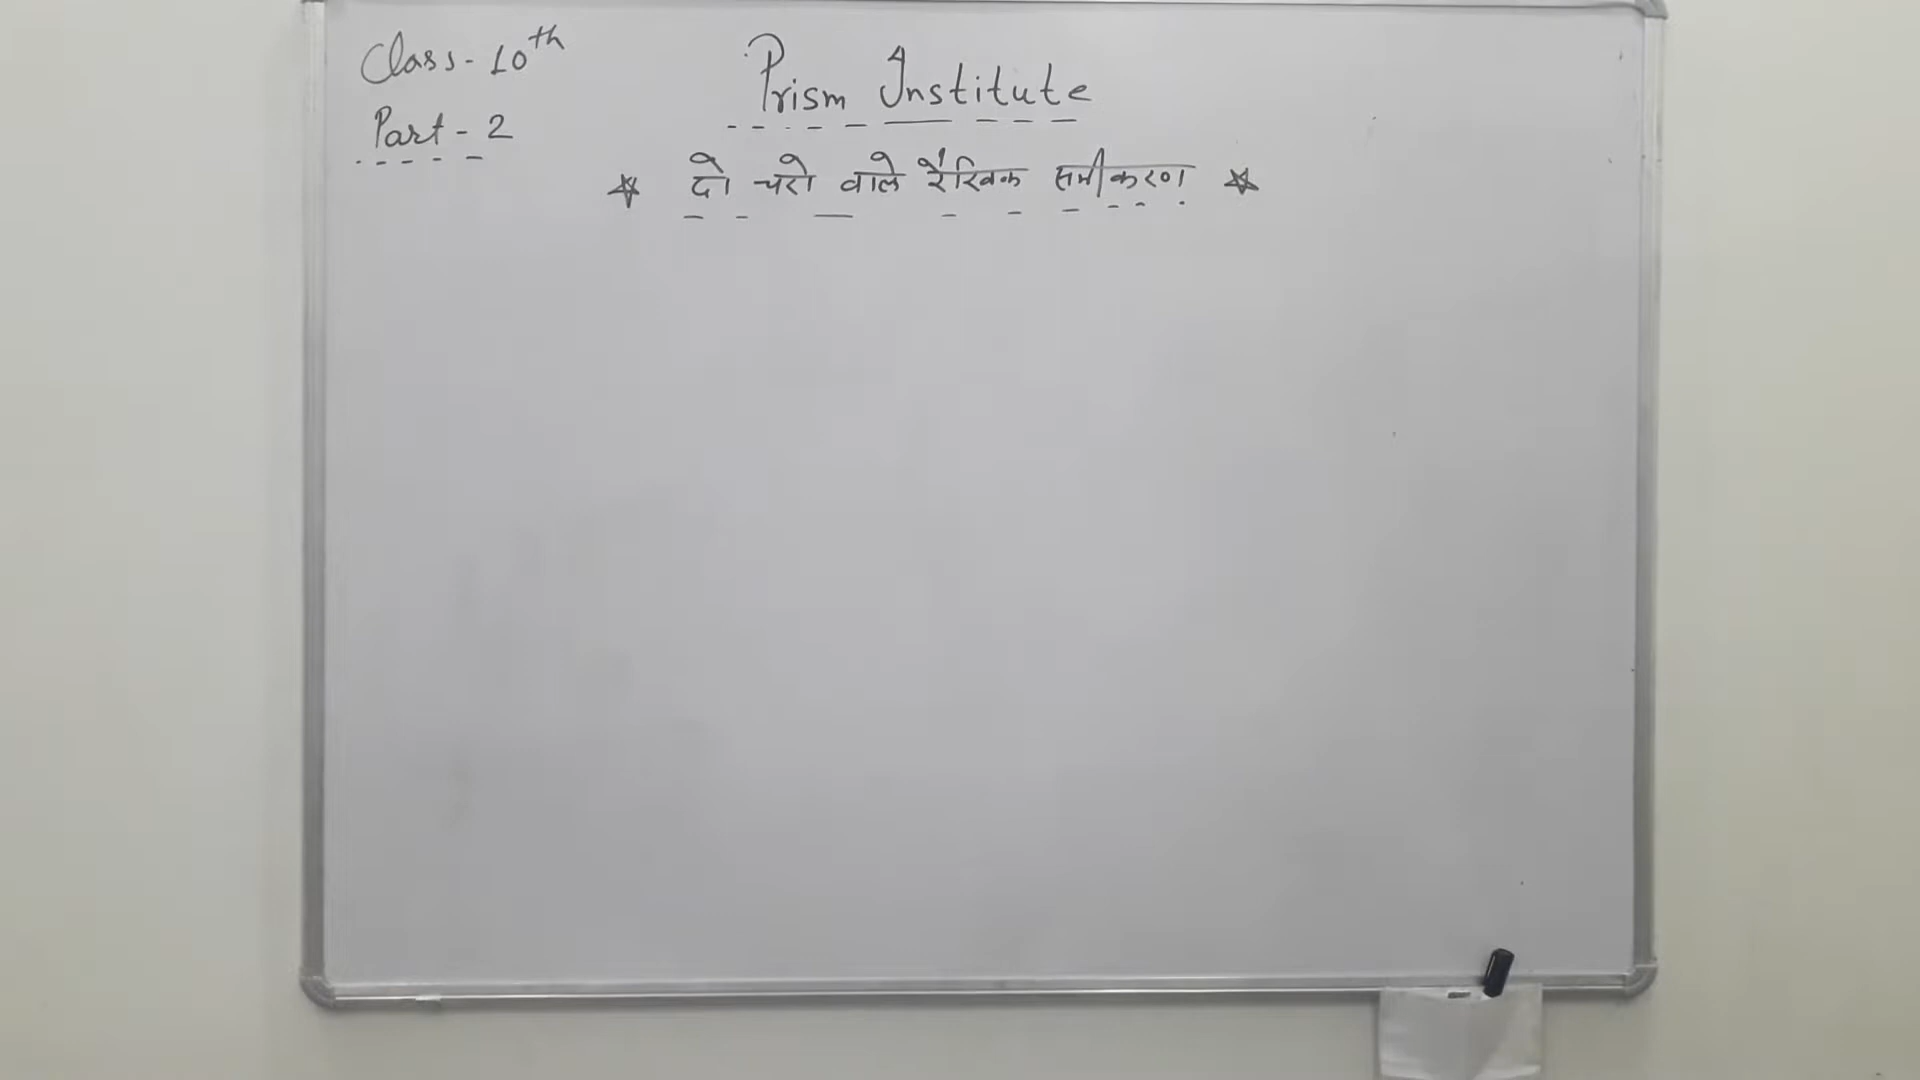 Class - 10th
Part - 2
Prism Institute
दो चरो वाले रैखिक समीकरण